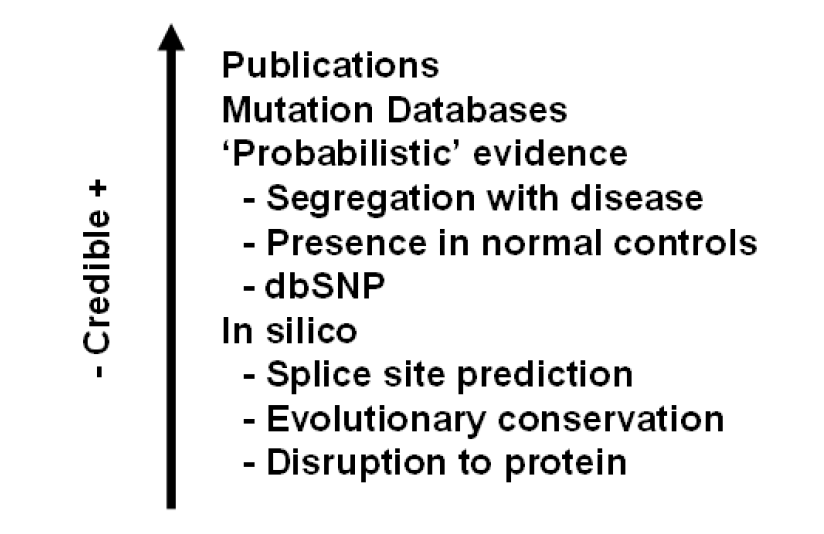 Publications
Mutation Databases
‘Probabilistic’ evidence
- Segregation with disease
- Presence in normal controls
- dbSNP
In silico
- Splice site prediction
- Evolutionary conservation
- Disruption to protein
- Credible +